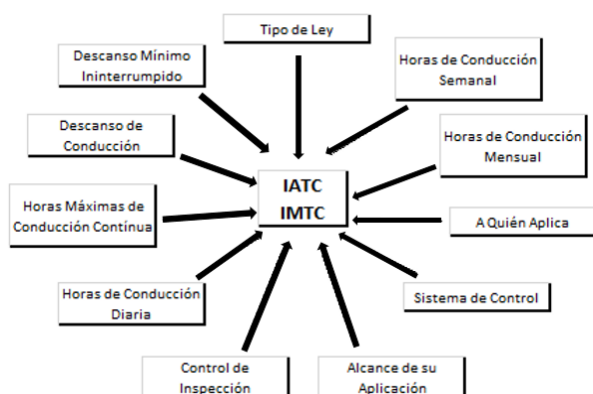 Tipo de Ley
Descanso Mínimo
Ininterrumpido
Horas de Conducción
Semanal
Descanso de
Conducción
Horas de Conducción
Mensual
IATC
IMTC
Horas Máximas de
Conducción Contínua
A Quién Aplica
Horas de Conducción
Diaria
Sistema de Control
Control de
Inspección
Alcance de su
Aplicación